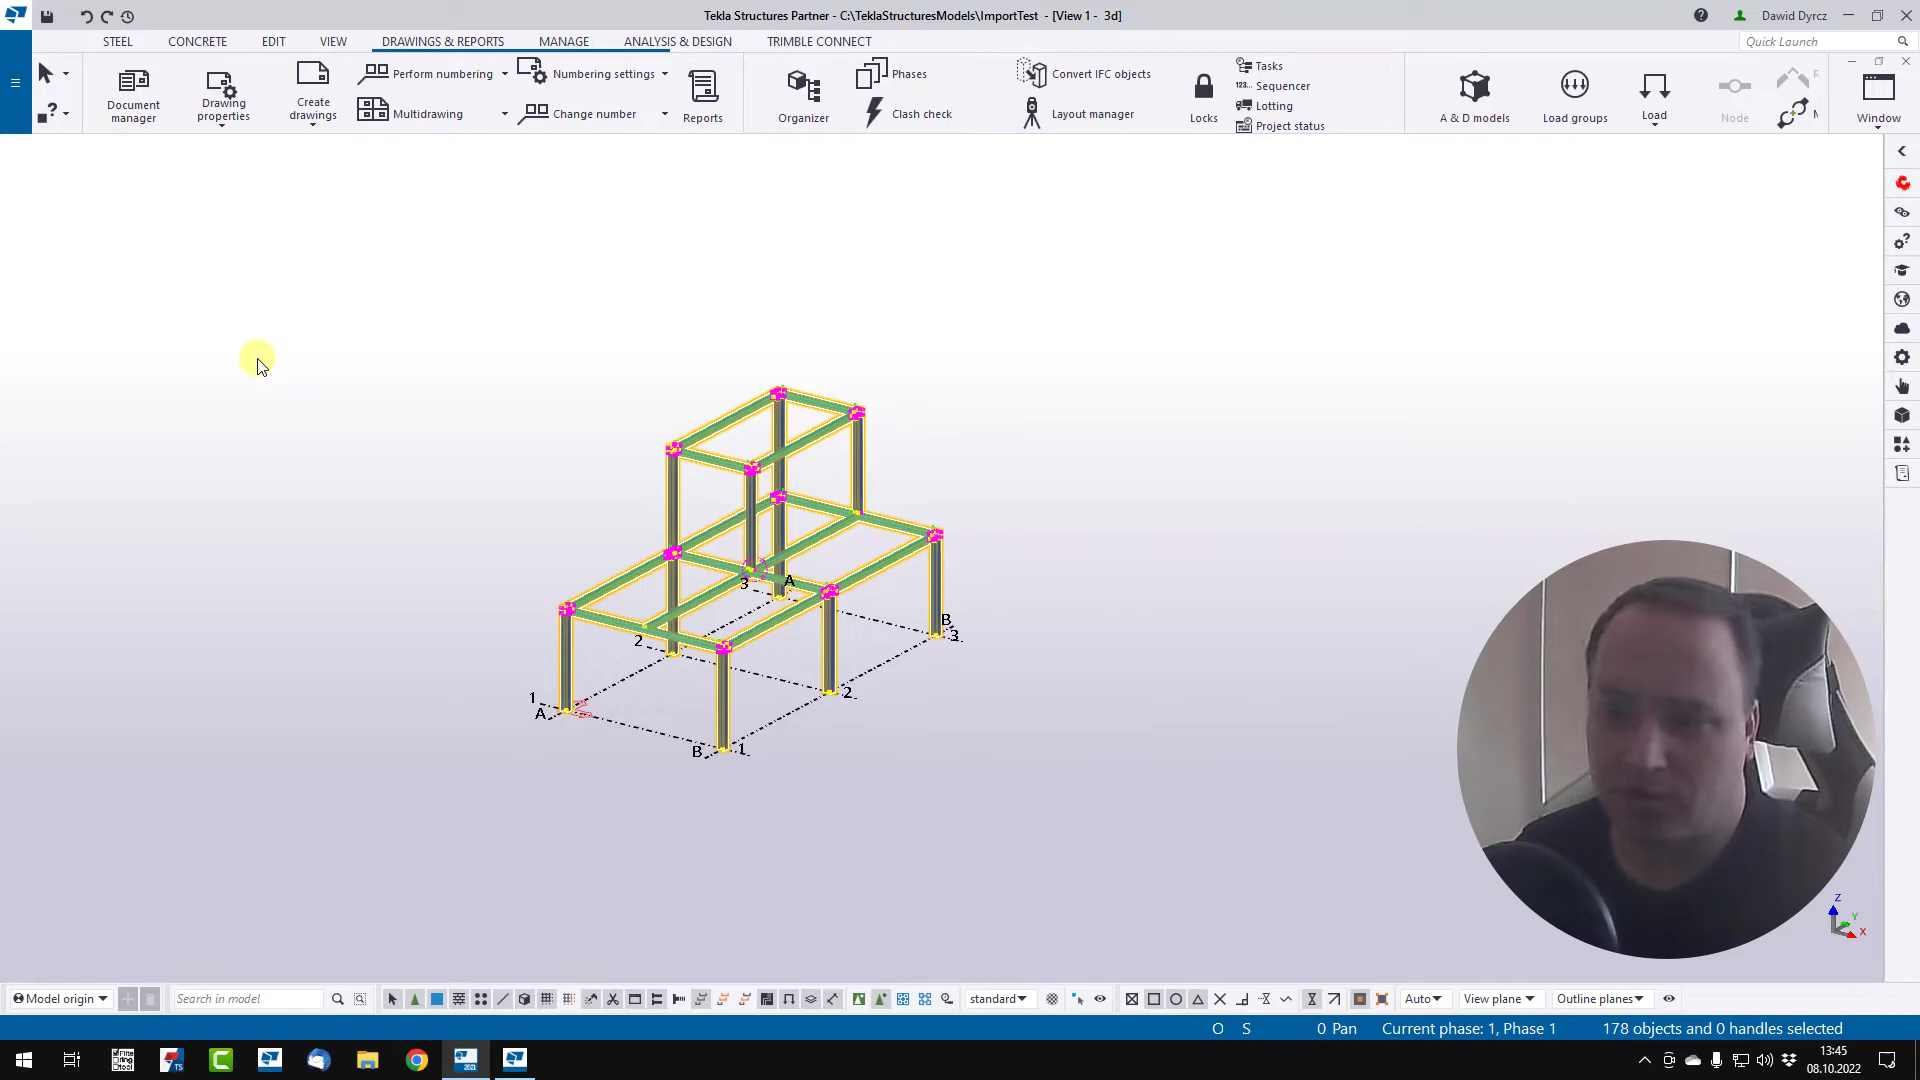 Tekla Structures Partner - C:\TeklaStructuresModels\ImportTest - [View 1 - 3d]
Dawid Dyrcz
STEEL CONCRETE EDIT VIEW DRAWINGS & REPORTS MANAGE ANALYSIS & DESIGN TRIMBLE CONNECT
Quick Launch
Document manager
Drawing properties
Create drawings
Perform numbering
Multidrawing
Numbering settings
Change number
Reports
Organizer
Phases
Clash check
Convert IFC objects
Layout manager
Locks
Tasks
Sequencer
Lotting
Project status
A & D models
Load groups
Load
Node
Window
3 A
B
3
2
1
A
2
B 1
Z
Y
X
Model origin
Search in model
standard
Auto
View plane
Outline planes
O S 0 Pan Current phase: 1, Phase 1 178 objects and 0 handles selected
13:45
08.10.2022